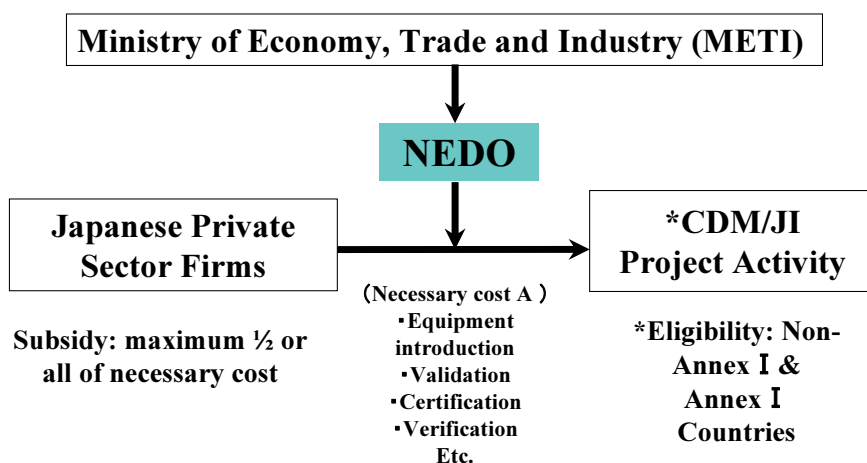 Ministry of Economy, Trade and Industry (METI)
NEDO
Japanese Private
Sector Firms
*CDM/JI
Project Activity
(Necessary cost A )
・Equipment
introduction
・Validation
・Certification
・Verification
Etc.
Subsidy: maximum ½ or
all of necessary cost
*Eligibility: Non-
Annex Ⅰ &
Annex Ⅰ
Countries